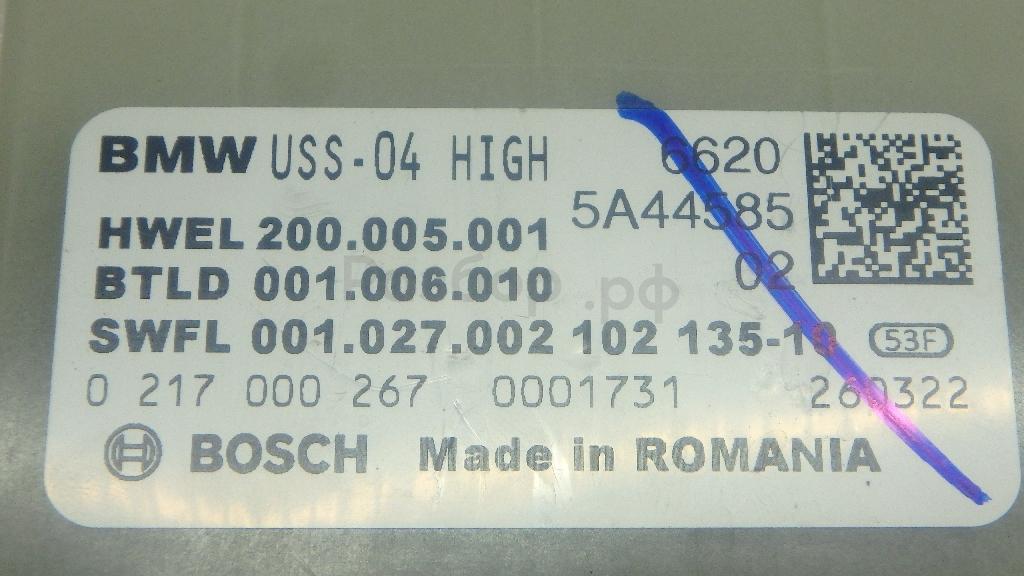 BMW USS-04 HIGH 6620
5A44585
HWEL 200.005.001
02
BTLD 001.006.010
SWFL 001.027.002 102 135-10 53F
0 217 000 267 0001731 260322
BOSCH Made in ROMANIA